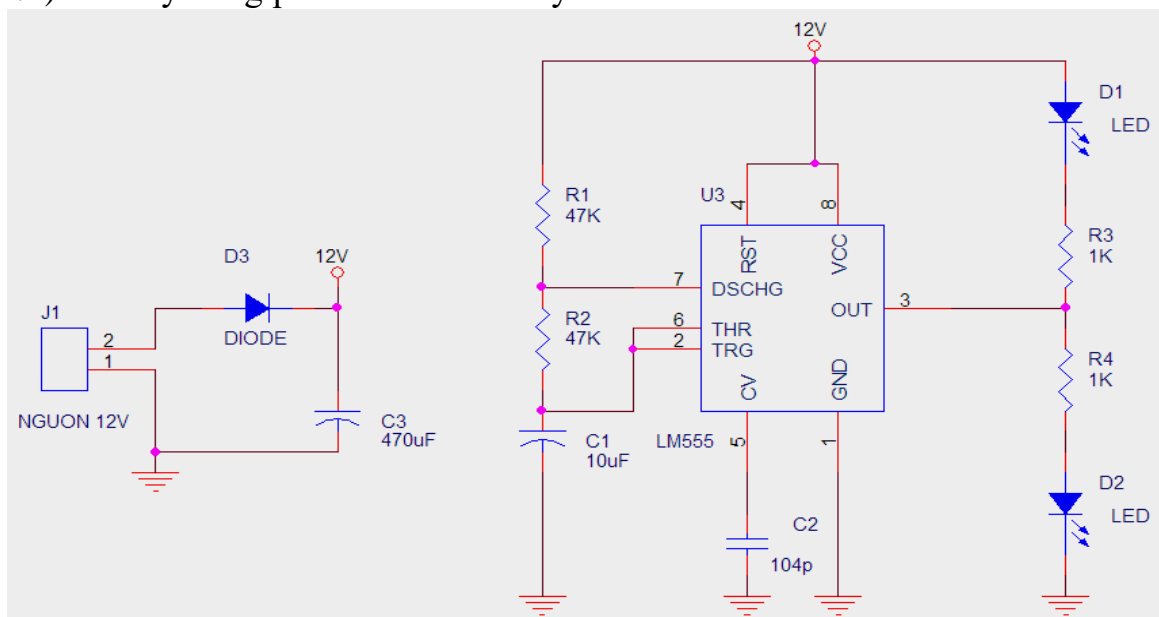 12V
D1
LED
R1
47K
U3
4
8
RST
VCC
R3
1K
D3
12V
7
DSCHG
J1
2
1
DIODE
R2
47K
6
THR
2
TRG
OUT
3
CV
GND
R4
1K
NGUON 12V
C3
470uF
C1
10uF
LM555
5
1
D2
LED
C2
104p